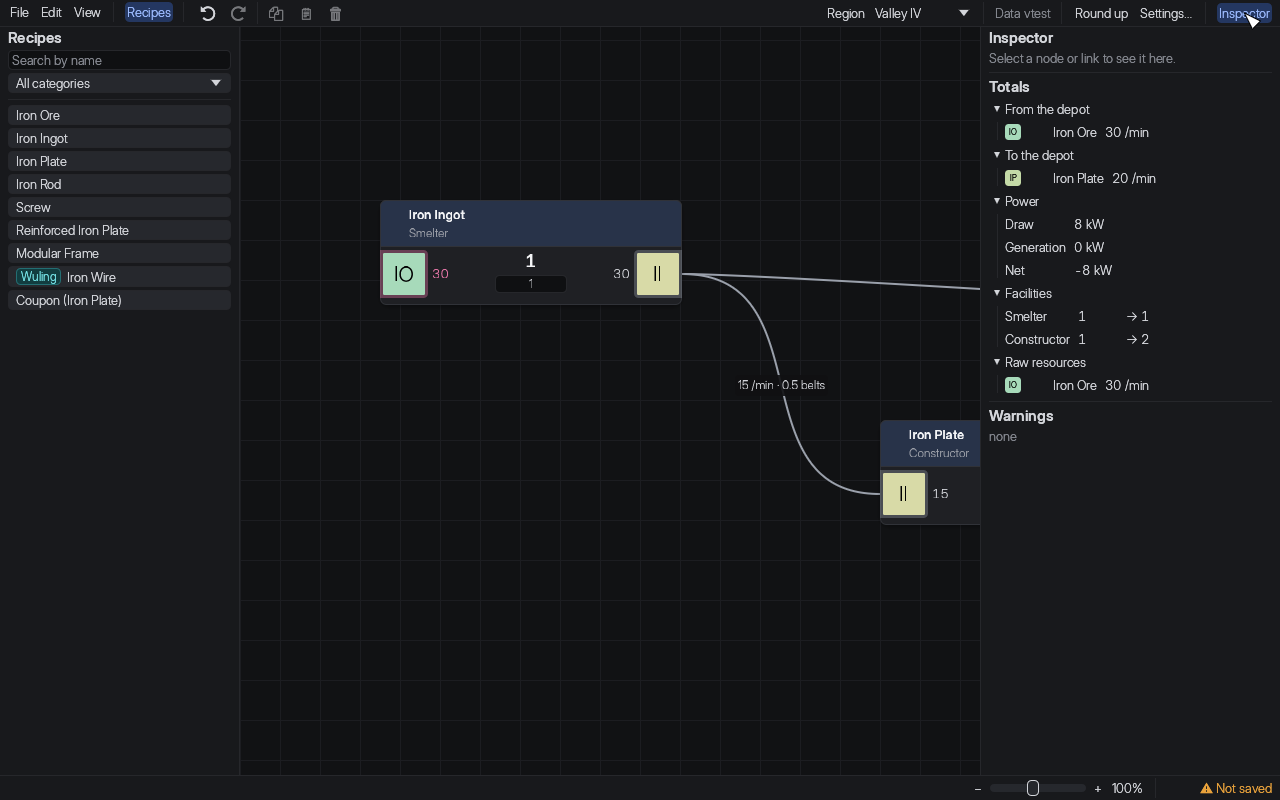 File Edit View Recipes Region Valley IV Data vtest Round up Settings... Inspector
Recipes
Search by name
All categories
Iron Ore
Iron Ingot
Iron Plate
Iron Rod
Screw
Reinforced Iron Plate
Modular Frame
Wuling Iron Wire
Coupon (Iron Plate)
Iron Ingot
Smelter
IO 30 1 30 II
1
15 /min · 0.5 belts
Iron Plate
Constructor
II 15
Inspector
Select a node or link to see it here.
Totals
From the depot
IO Iron Ore 30 /min
To the depot
IP Iron Plate 20 /min
Power
Draw 8 kW
Generation 0 kW
Net -8 kW
Facilities
Smelter 1 → 1
Constructor 1 → 2
Raw resources
IO Iron Ore 30 /min
Warnings
none
− + 100% Not saved